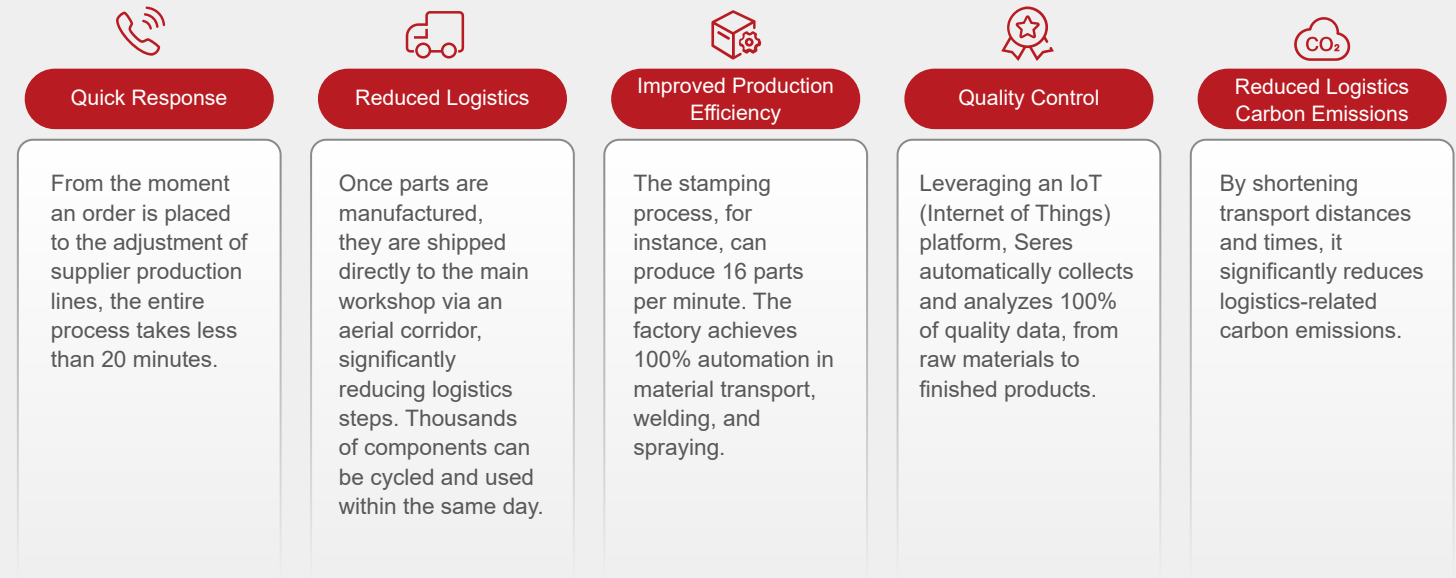 CO₂
Quick Response
Reduced Logistics
Improved Production
Efficiency
Quality Control
Reduced Logistics
Carbon Emissions
From the moment
an order is placed
to the adjustment of
supplier production
lines, the entire
process takes less
than 20 minutes.
Once parts are
manufactured,
they are shipped
directly to the main
workshop via an
aerial corridor,
significantly
reducing logistics
steps. Thousands
of components can
be cycled and used
within the same day.
The stamping
process, for
instance, can
produce 16 parts
per minute. The
factory achieves
100% automation in
material transport,
welding, and
spraying.
Leveraging an IoT
(Internet of Things)
platform, Seres
automatically collects
and analyzes 100%
of quality data, from
raw materials to
finished products.
By shortening
transport distances
and times, it
significantly reduces
logistics-related
carbon emissions.